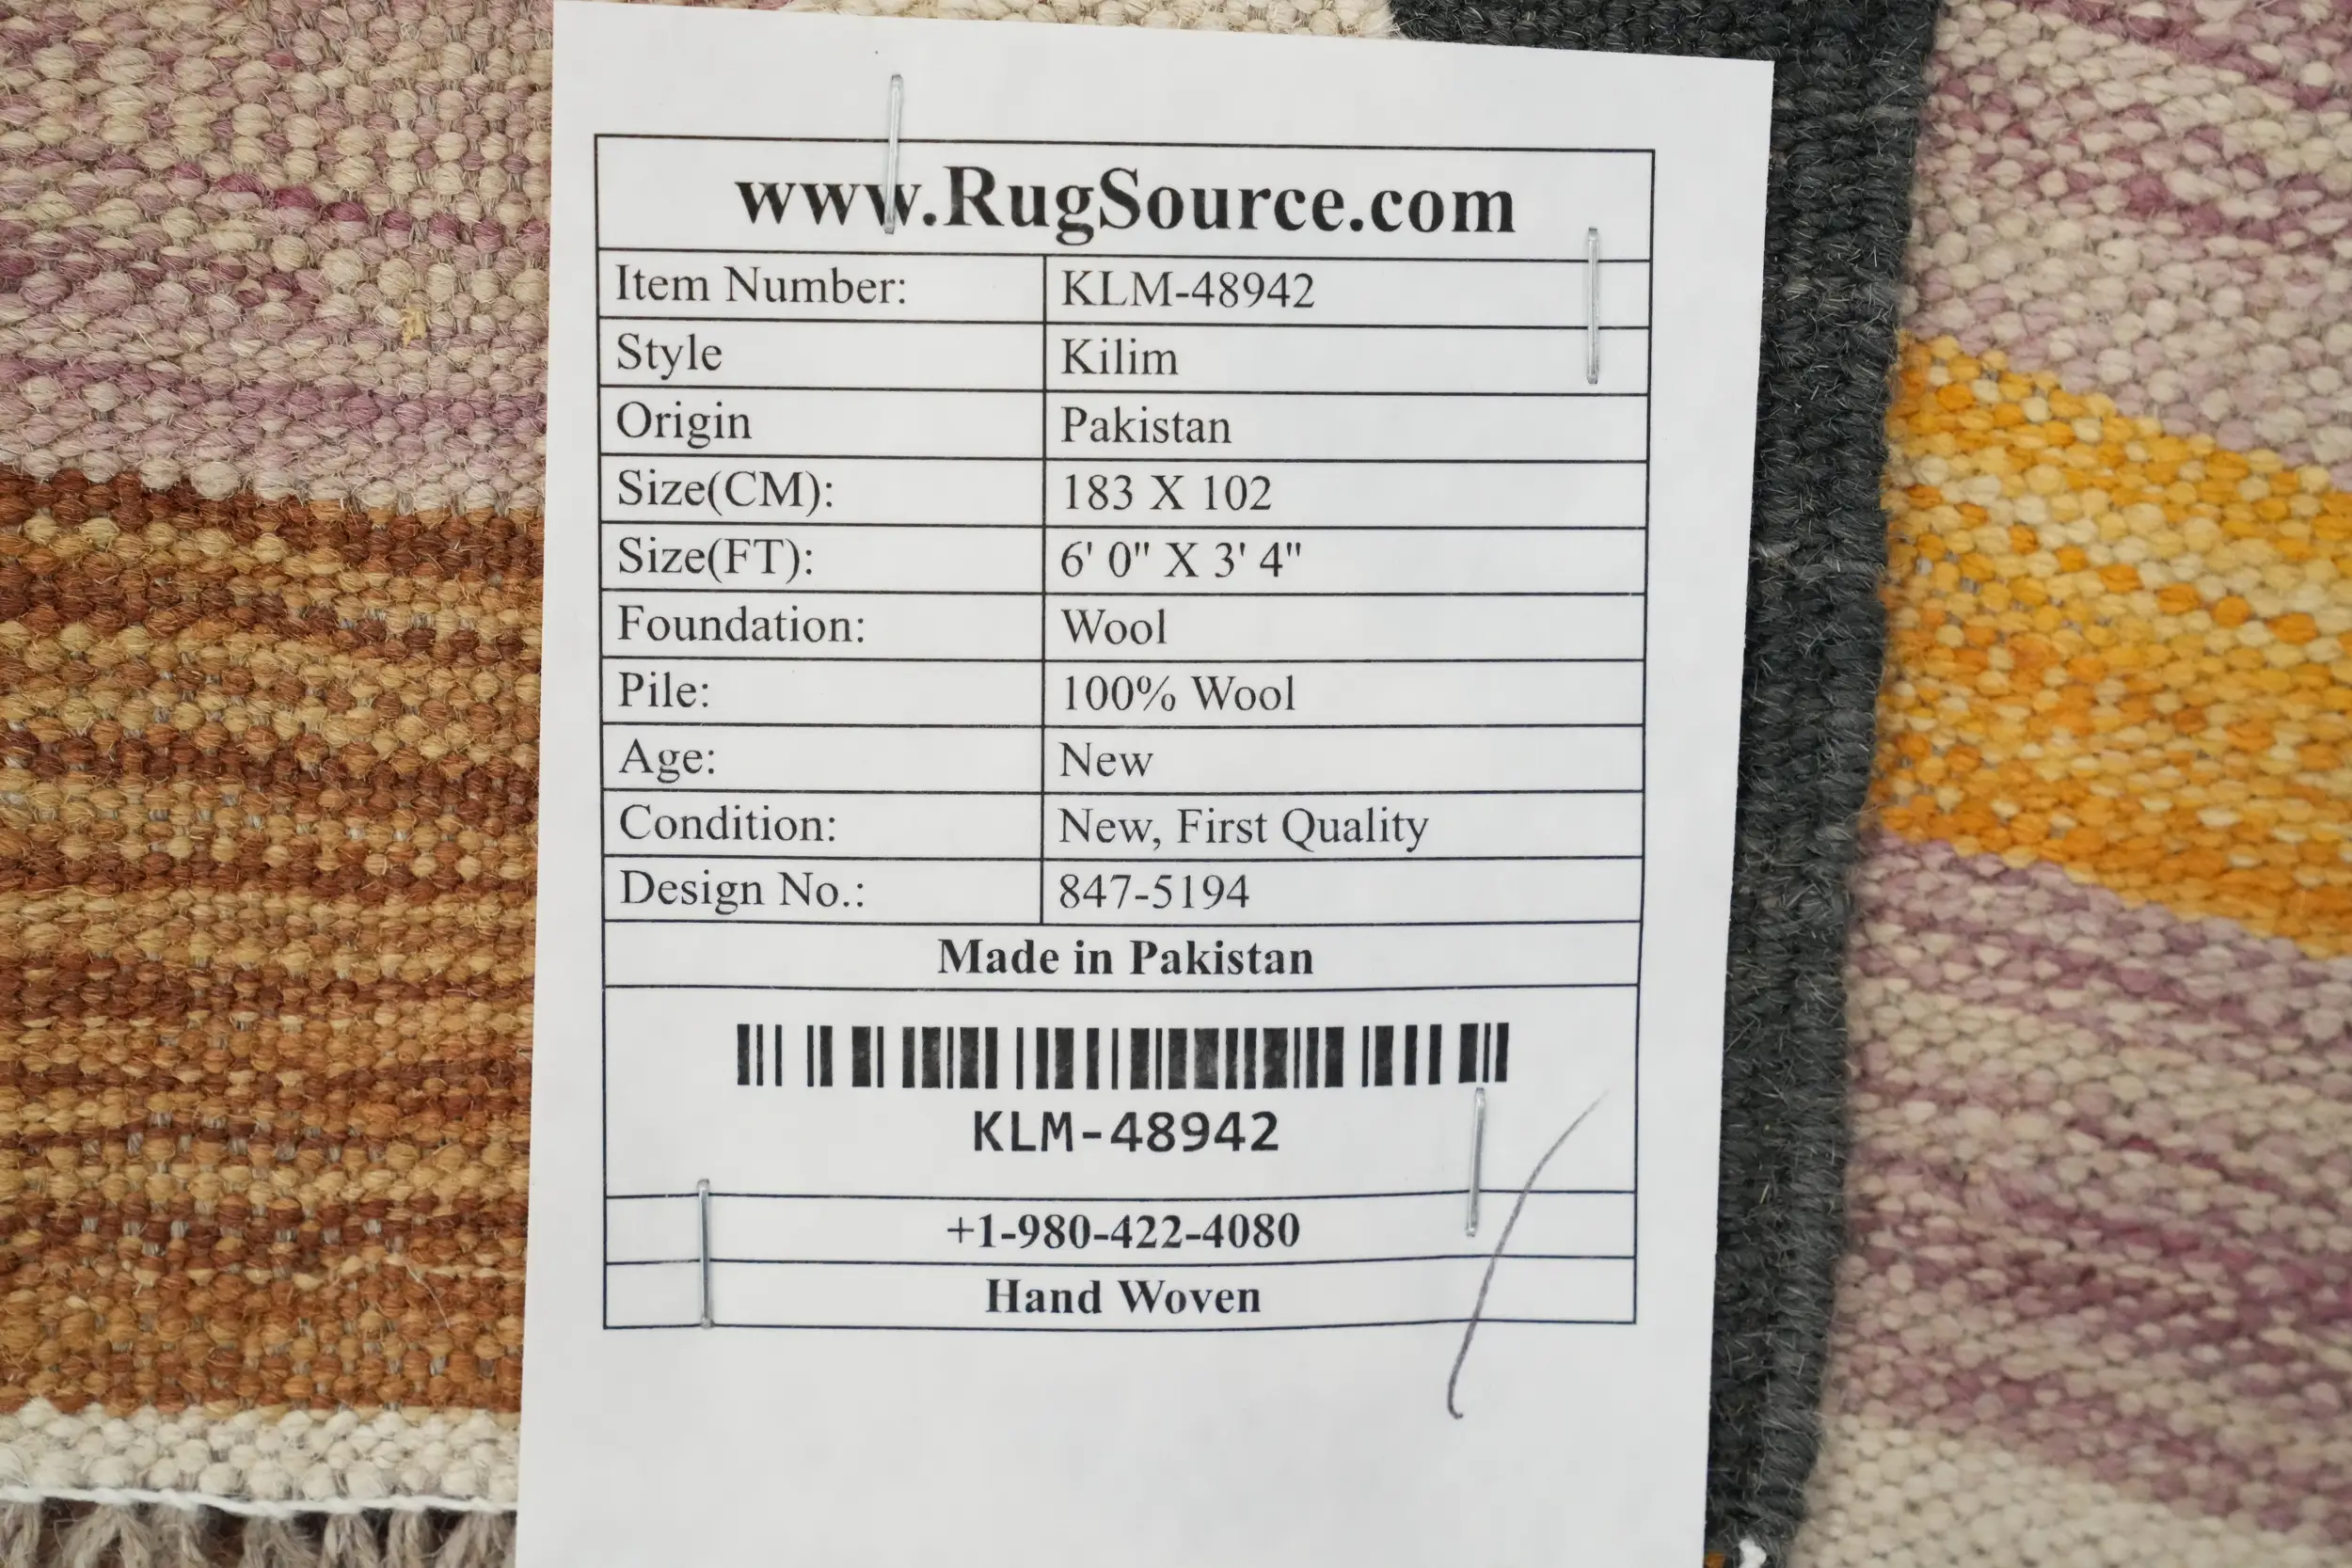 www.RugSource.com
Item Number: KLM-48942
Style Kilim
Origin Pakistan
Size(CM): 183 X 102
Size(FT): 6' 0" X 3' 4"
Foundation: Wool
Pile: 100% Wool
Age: New
Condition: New, First Quality
Design No.: 847-5194
Made in Pakistan
KLM-48942
+1-980-422-4080
Hand Woven